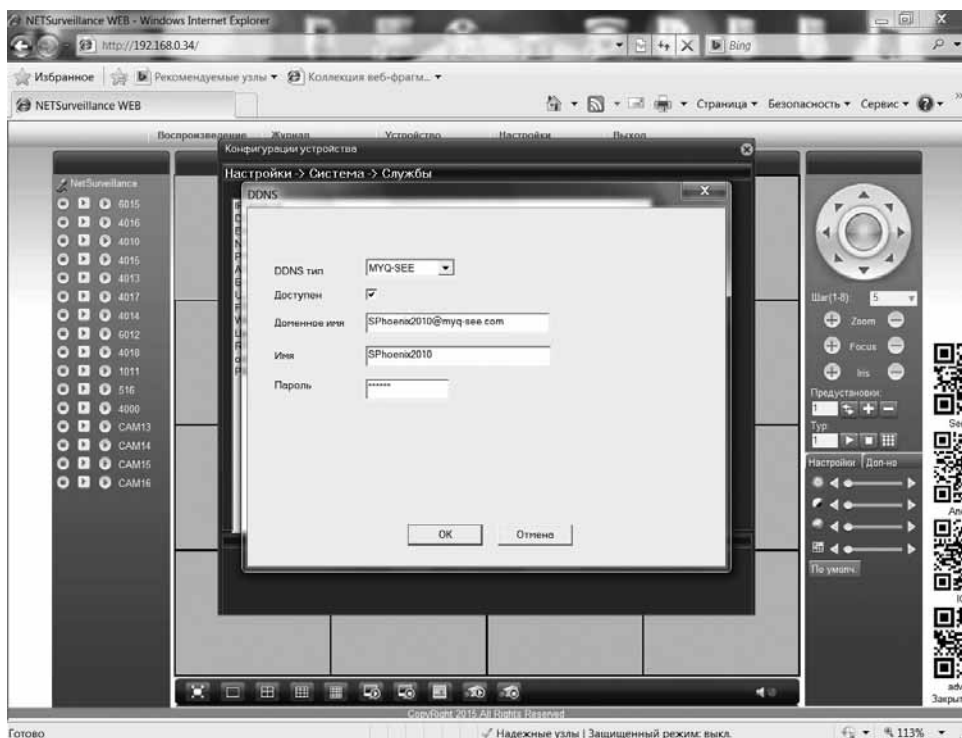 NETSurveillance WEB - Windows Internet Explorer
http://192.168.0.34/
Bing
Избранное
Рекомендуемые узлы
Коллекция веб-фрагм...
NETSurveillance WEB
Страница
Безопасность
Сервис
Воспроизведение
Журнал
Устройство
Настройки
Выход
Конфигурации устройства
Настройки -> Система -> Службы
DDNS
X
NetSurveillance
6015
4016
4010
4015
4013
4017
4014
6012
4018
1011
516
4000
CAM13
CAM14
CAM15
CAM16
DDNS тип
MYQ-SEE
Доступен
Доменное имя
SPhoenix2010@myq-see.com
Имя
SPhoenix2010
Пароль
******
OK
Отмена
Шаг(1-8):
5
Zoom
Focus
Iris
Предустановки:
1
Тур:
1
Настройки
Доп-но
По умолч.
CopyRight 2015 All Rights Reserved
Готово
Надежные узлы | Защищенный режим: выкл.
113%